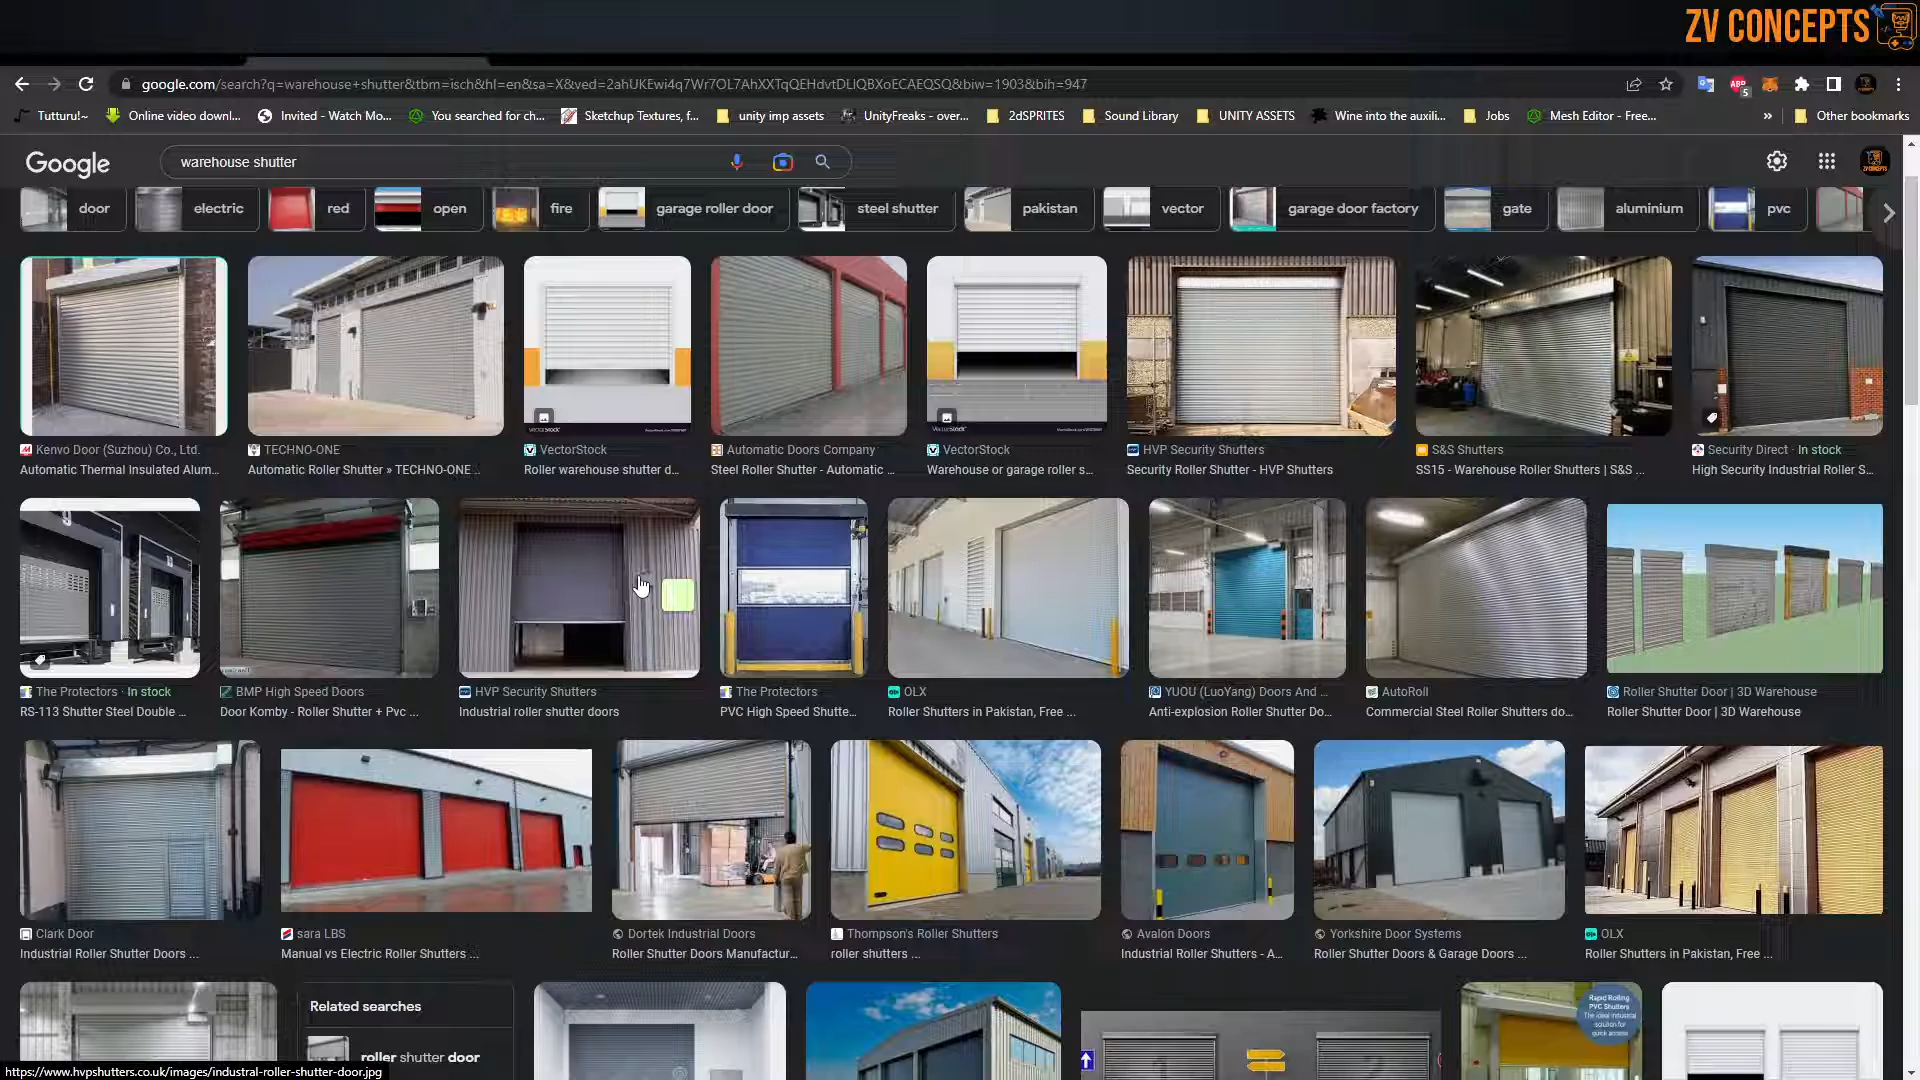 ZV CONCEPTS
google.com/search?q=warehouse+shutter&tbm=isch&hl=en&sa=X&ved=2ahUKEwi4q7Wr7OL7AhXXTqQEHdvtDLIQBXoECAEQSQ&biw=1903&bih=947
Tutturu!~ Online video downl... Invited - Watch Mo... You searched for ch... Sketchup Textures, f... unity imp assets UnityFreaks - over... 2dSPRITES Sound Library UNITY ASSETS Wine into the auxili... Jobs Mesh Editor - Free... » Other bookmarks
Google warehouse shutter
door electric red open fire garage roller door steel shutter pakistan vector garage door factory gate aluminium pvc
Kenvo Door (Suzhou) Co., Ltd. TECHNO-ONE VectorStock Automatic Doors Company VectorStock HVP Security Shutters S&S Shutters Security Direct · In stock
Automatic Thermal Insulated Alum... Automatic Roller Shutter » TECHNO-ONE ... Roller warehouse shutter d... Steel Roller Shutter - Automatic ... Warehouse or garage roller s... Security Roller Shutter - HVP Shutters SS15 - Warehouse Roller Shutters | S&S ... High Security Industrial Roller S...
The Protectors · In stock BMP High Speed Doors HVP Security Shutters The Protectors OLX YUOU (LuoYang) Doors And ... AutoRoll Roller Shutter Door | 3D Warehouse
RS-113 Shutter Steel Double ... Door Komby - Roller Shutter + Pvc ... Industrial roller shutter doors PVC High Speed Shutte... Roller Shutters in Pakistan, Free ... Anti-explosion Roller Shutter Do... Commercial Steel Roller Shutters do... Roller Shutter Door | 3D Warehouse
Clark Door sara LBS Dortek Industrial Doors Thompson's Roller Shutters Avalon Doors Yorkshire Door Systems OLX
Industrial Roller Shutter Doors ... Manual vs Electric Roller Shutters ... Roller Shutter Doors Manufactur... roller shutters ... Industrial Roller Shutters - A... Roller Shutter Doors & Garage Doors ... Roller Shutters in Pakistan, Free ...
Related searches
roller shutter door
Rapid Rolling
PVC Shutters
The ideal industrial
solution for
quick access
https://www.hvpshutters.co.uk/images/industral-roller-shutter-door.jpg